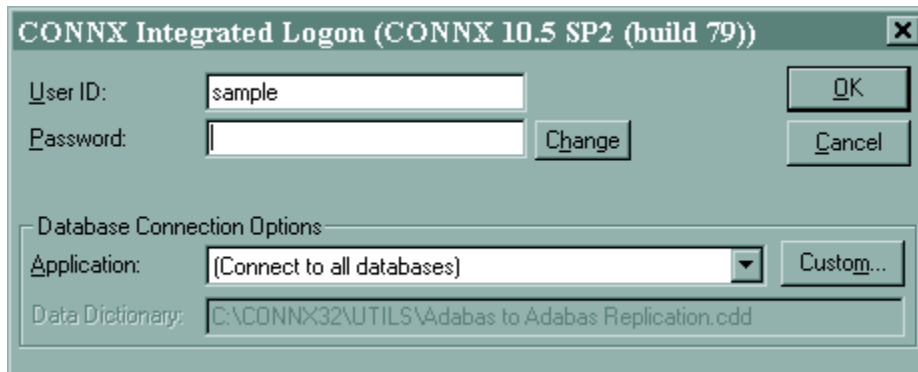 CONNX Integrated Logon (CONNX 10.5 SP2 (build 79))
User ID: sample OK
Password: Change Cancel
Database Connection Options
Application: (Connect to all databases) Custom...
Data Dictionary: C:\CONNX32\UTILS\Adabas to Adabas Replication.cdd